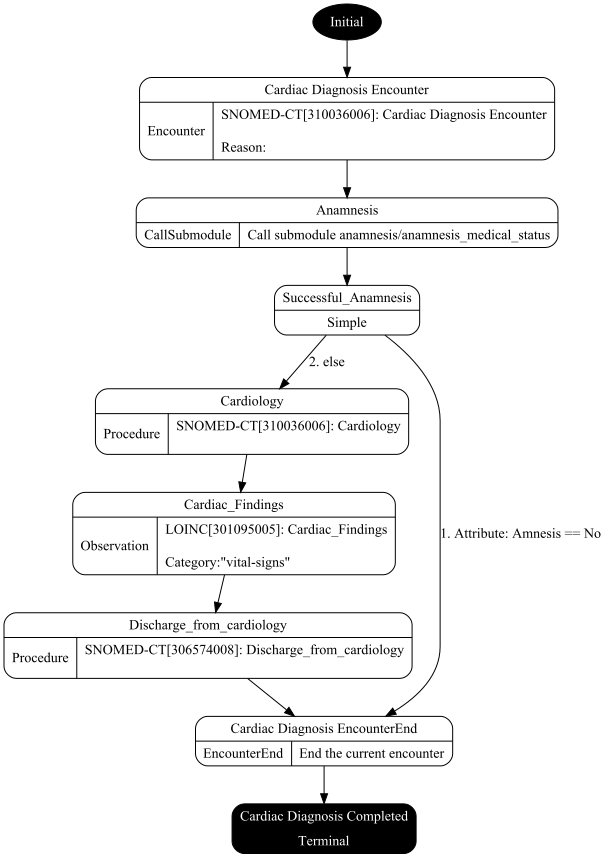 Initial
Cardiac Diagnosis Encounter
Encounter
SNOMED-CT[310036006]: Cardiac Diagnosis Encounter
Reason:
Anamnesis
CallSubmodule
Call submodule anamnesis/anamnesis_medical_status
Successful_Anamnesis
Simple
2. else
Cardiology
Procedure
SNOMED-CT[310036006]: Cardiology
Cardiac_Findings
Observation
LOINC[301095005]: Cardiac_Findings
Category:"vital-signs"
1. Attribute: Amnesis == No
Discharge_from_cardiology
Procedure
SNOMED-CT[306574008]: Discharge_from_cardiology
Cardiac Diagnosis EncounterEnd
EncounterEnd
End the current encounter
Cardiac Diagnosis Completed
Terminal